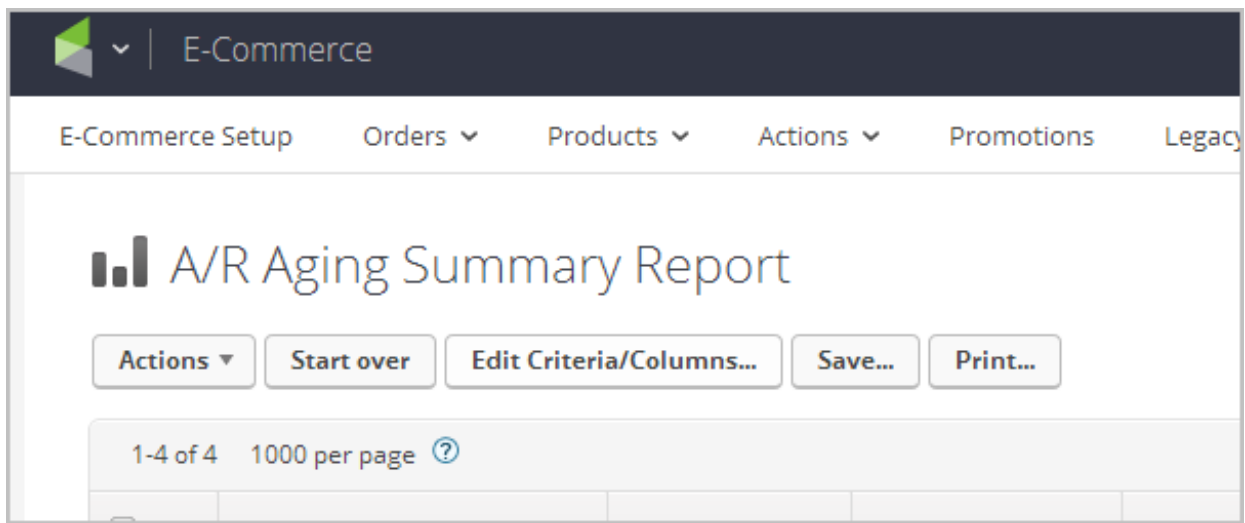 E-Commerce
E-Commerce Setup Orders Products Actions Promotions Legacy
A/R Aging Summary Report
Actions Start over Edit Criteria/Columns... Save... Print...
1-4 of 4 1000 per page ?